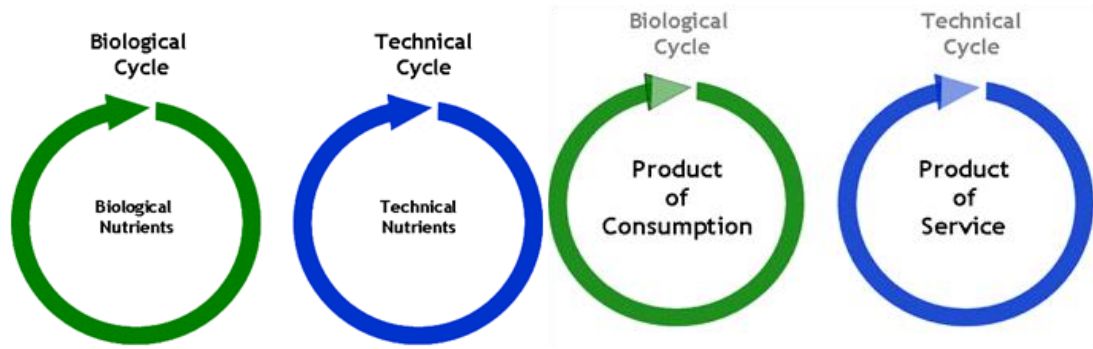 Biological
Cycle
Biological
Nutrients
Technical
Cycle
Technical
Nutrients
Biological
Cycle
Product
of
Consumption
Technical
Cycle
Product
of
Service